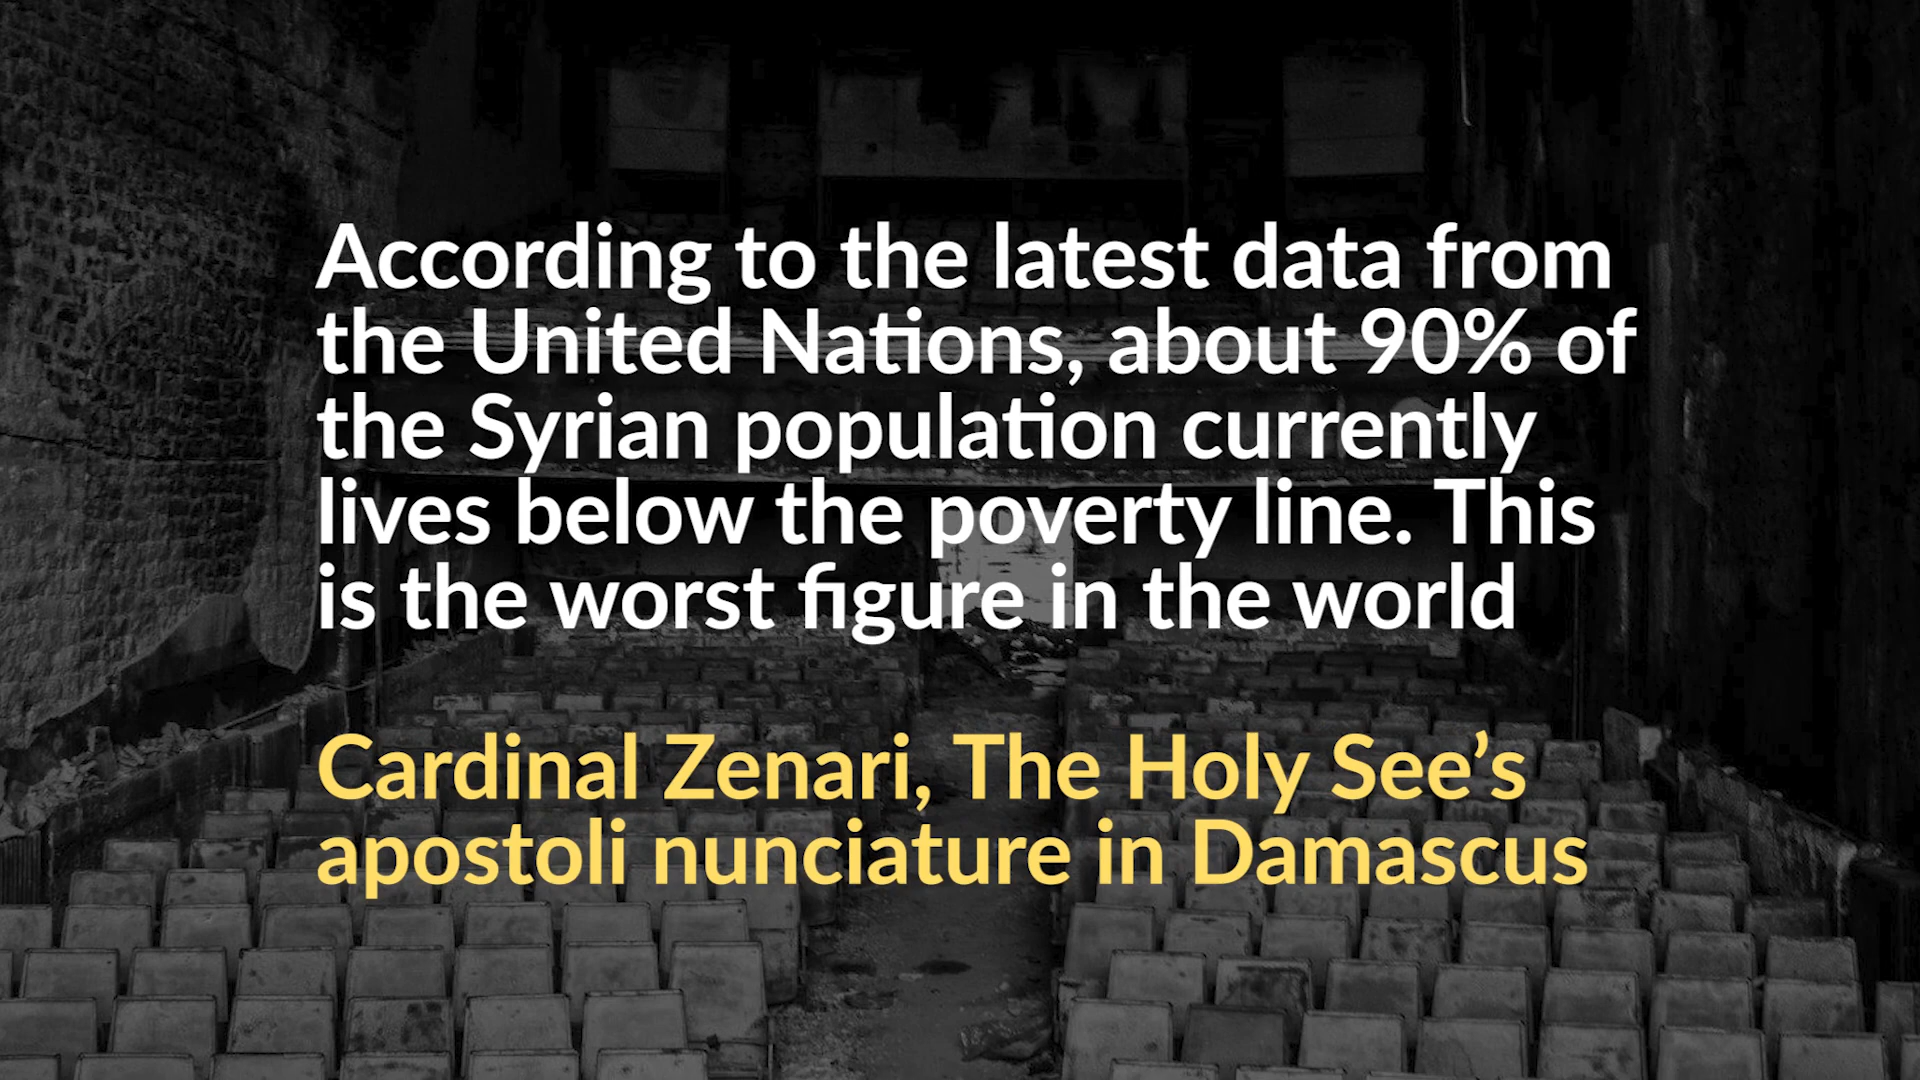 According to the latest data from
the United Nations, about 90% of
the Syrian population currently
lives below the poverty line. This
is the worst figure in the world
Cardinal Zenari, The Holy See’s
apostoli nunciature in Damascus